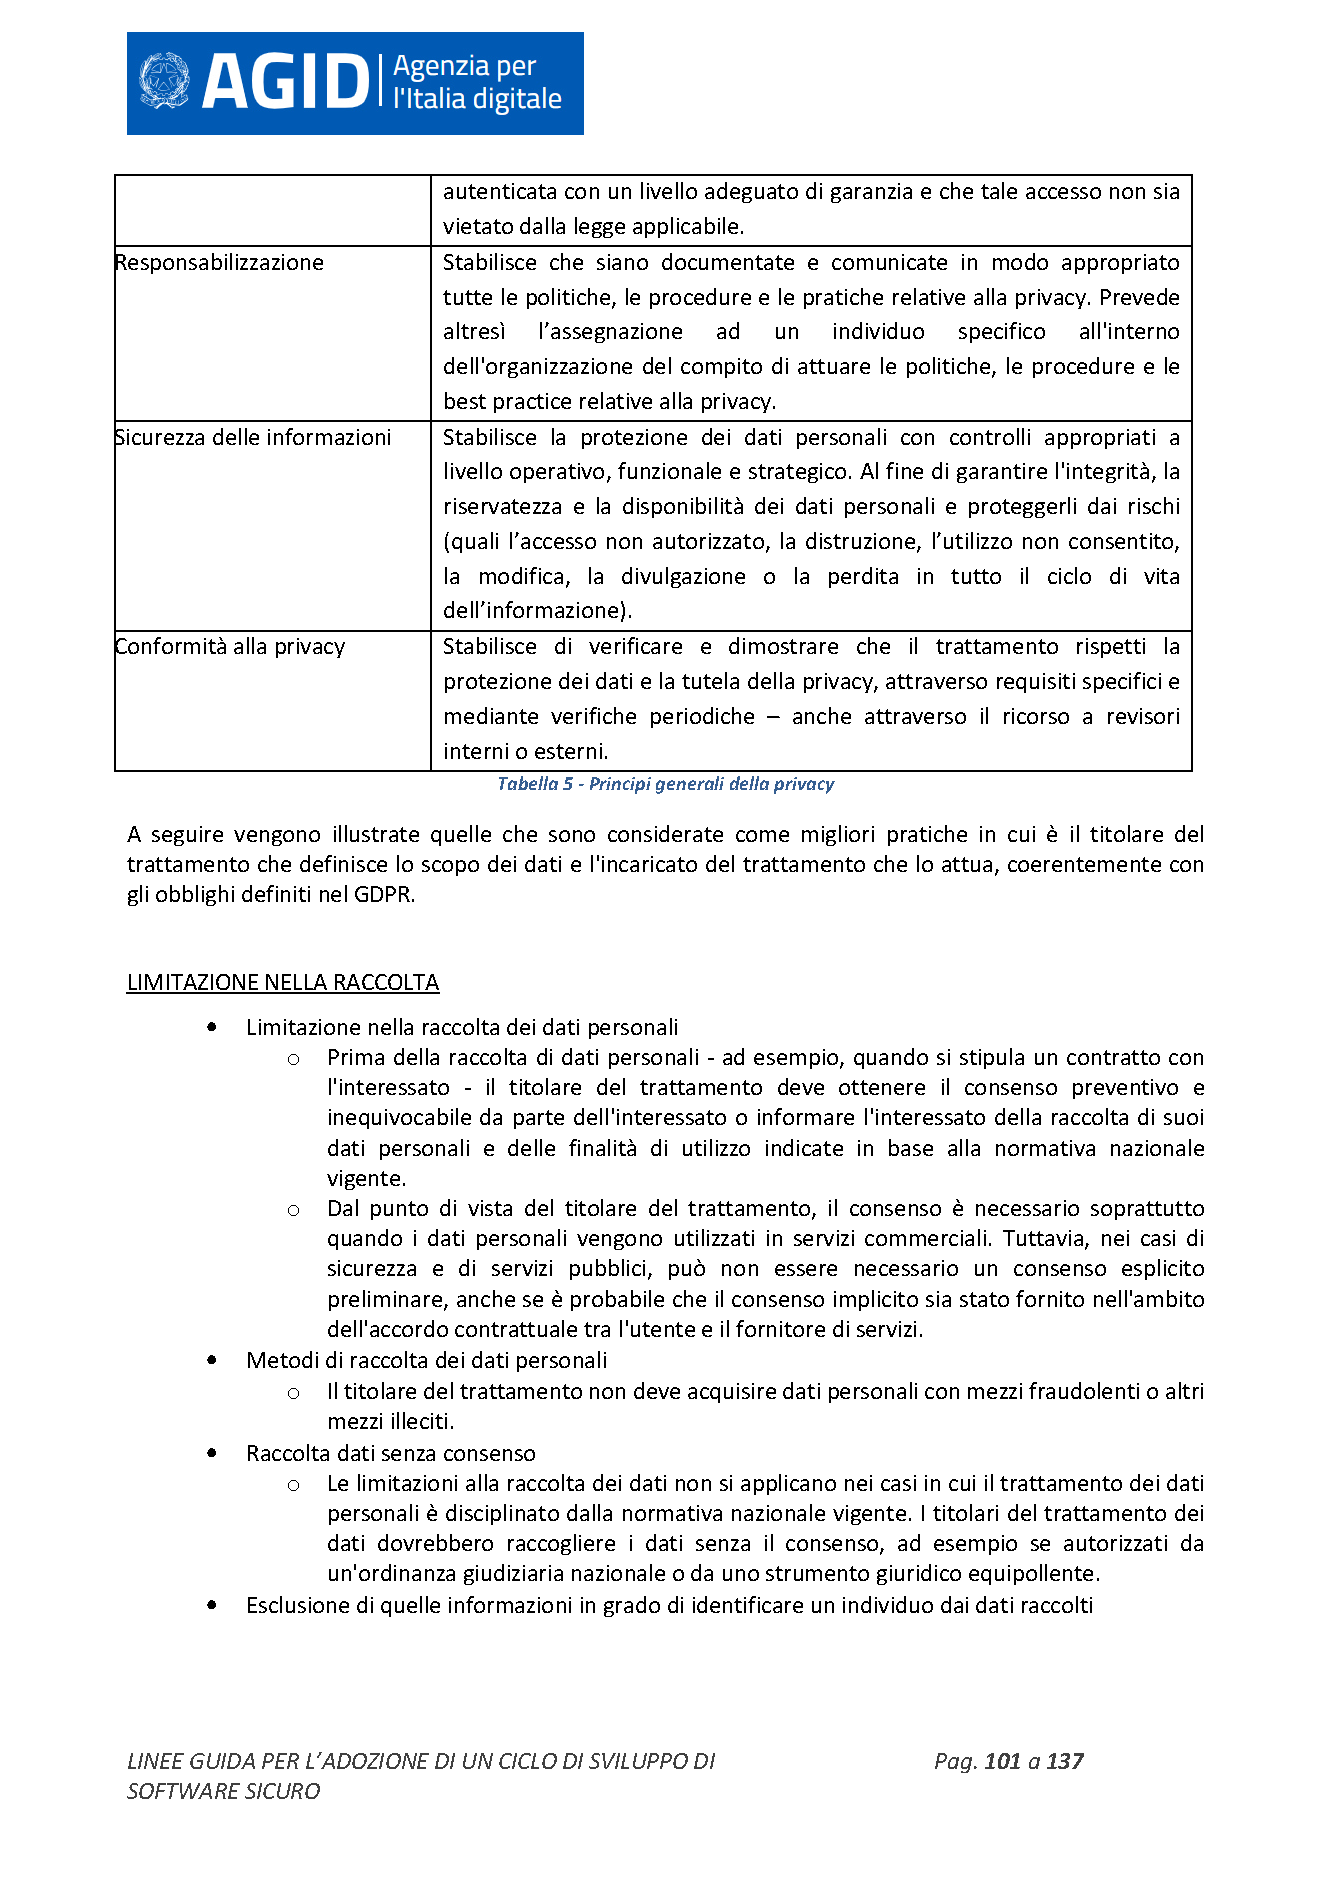 AGID
Agenzia per
l'Italia digitale
autenticata con un livello adeguato di garanzia e che tale accesso non sia
vietato dalla legge applicabile.
Responsabilizzazione
Stabilisce che siano documentate e comunicate in modo appropriato
tutte le politiche, le procedure e le pratiche relative alla privacy. Prevede
altresì l’assegnazione ad un individuo specifico all'interno
dell'organizzazione del compito di attuare le politiche, le procedure e le
best practice relative alla privacy.
Sicurezza delle informazioni
Stabilisce la protezione dei dati personali con controlli appropriati a
livello operativo, funzionale e strategico. Al fine di garantire l'integrità, la
riservatezza e la disponibilità dei dati personali e proteggerli dai rischi
(quali l’accesso non autorizzato, la distruzione, l’utilizzo non consentito,
la modifica, la divulgazione o la perdita in tutto il ciclo di vita
dell’informazione).
Conformità alla privacy
Stabilisce di verificare e dimostrare che il trattamento rispetti la
protezione dei dati e la tutela della privacy, attraverso requisiti specifici e
mediante verifiche periodiche – anche attraverso il ricorso a revisori
interni o esterni.
Tabella 5 - Principi generali della privacy
A seguire vengono illustrate quelle che sono considerate come migliori pratiche in cui è il titolare del
trattamento che definisce lo scopo dei dati e l'incaricato del trattamento che lo attua, coerentemente con
gli obblighi definiti nel GDPR.
LIMITAZIONE NELLA RACCOLTA
• Limitazione nella raccolta dei dati personali
o Prima della raccolta di dati personali - ad esempio, quando si stipula un contratto con
l'interessato - il titolare del trattamento deve ottenere il consenso preventivo e
inequivocabile da parte dell'interessato o informare l'interessato della raccolta di suoi
dati personali e delle finalità di utilizzo indicate in base alla normativa nazionale
vigente.
o Dal punto di vista del titolare del trattamento, il consenso è necessario soprattutto
quando i dati personali vengono utilizzati in servizi commerciali. Tuttavia, nei casi di
sicurezza e di servizi pubblici, può non essere necessario un consenso esplicito
preliminare, anche se è probabile che il consenso implicito sia stato fornito nell'ambito
dell'accordo contrattuale tra l'utente e il fornitore di servizi.
• Metodi di raccolta dei dati personali
o Il titolare del trattamento non deve acquisire dati personali con mezzi fraudolenti o altri
mezzi illeciti.
• Raccolta dati senza consenso
o Le limitazioni alla raccolta dei dati non si applicano nei casi in cui il trattamento dei dati
personali è disciplinato dalla normativa nazionale vigente. I titolari del trattamento dei
dati dovrebbero raccogliere i dati senza il consenso, ad esempio se autorizzati da
un'ordinanza giudiziaria nazionale o da uno strumento giuridico equipollente.
• Esclusione di quelle informazioni in grado di identificare un individuo dai dati raccolti
LINEE GUIDA PER L’ADOZIONE DI UN CICLO DI SVILUPPO DI
SOFTWARE SICURO
Pag. 101 a 137